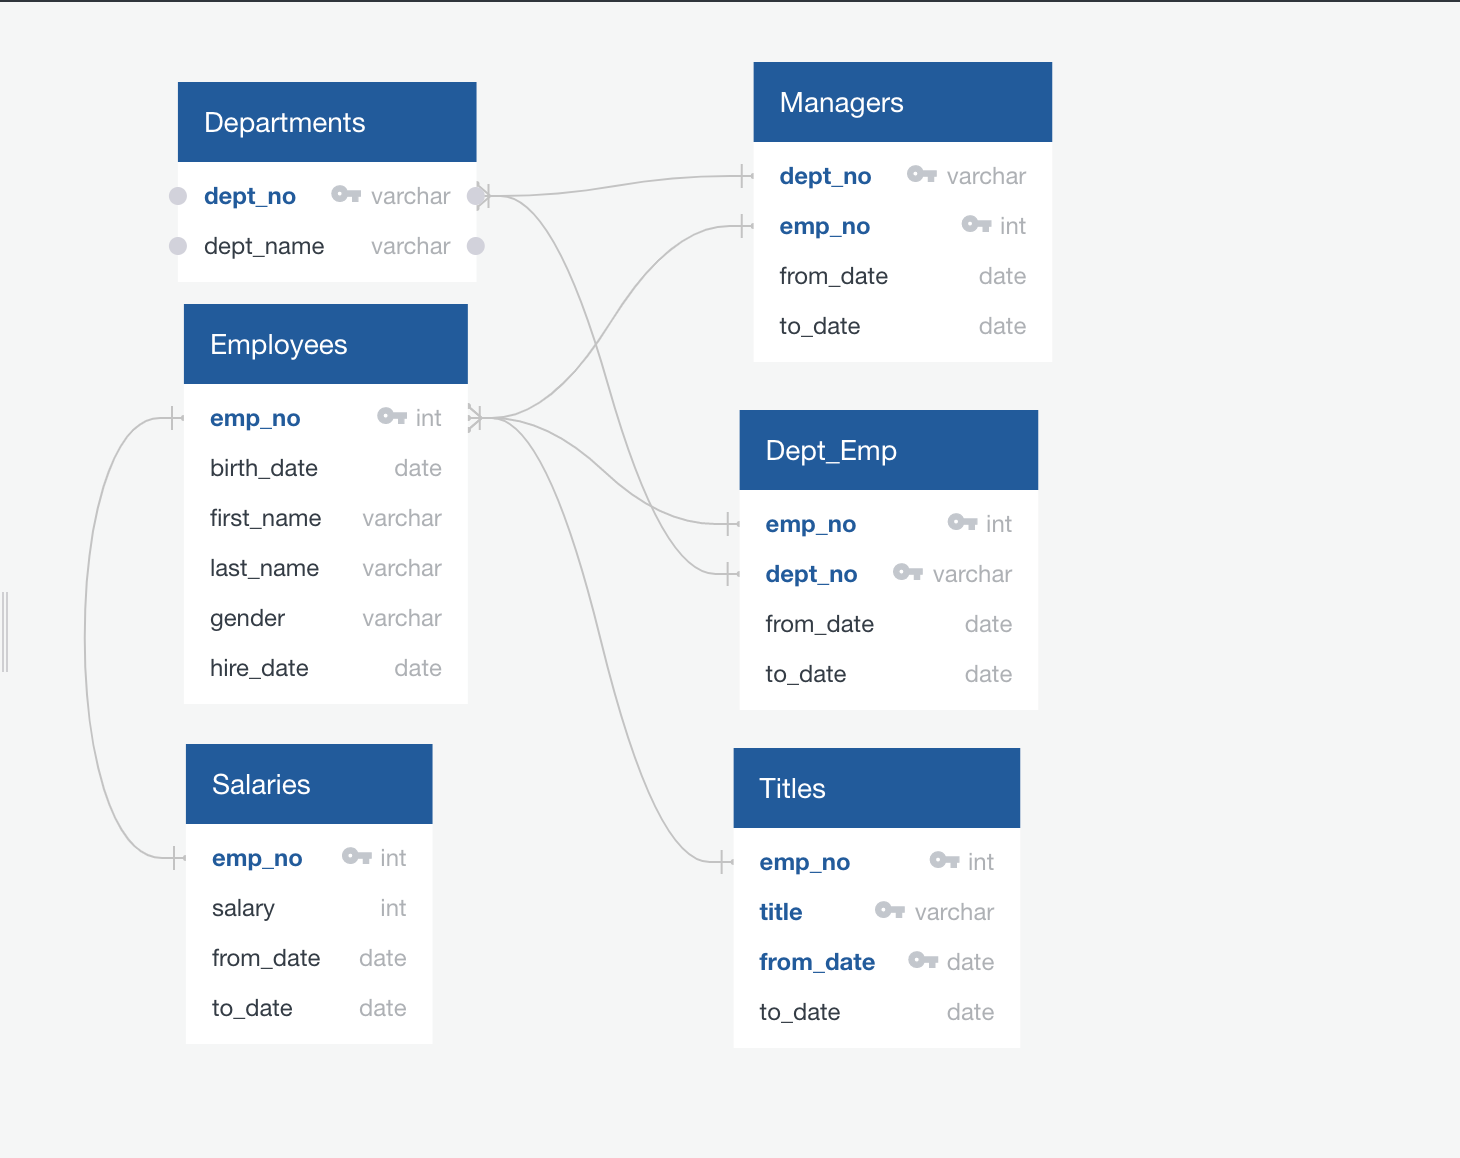 Departments
dept_no varchar
dept_name varchar
Employees
emp_no int
birth_date date
first_name varchar
last_name varchar
gender varchar
hire_date date
Salaries
emp_no int
salary int
from_date date
to_date date
Managers
dept_no varchar
emp_no int
from_date date
to_date date
Dept_Emp
emp_no int
dept_no varchar
from_date date
to_date date
Titles
emp_no int
title varchar
from_date date
to_date date